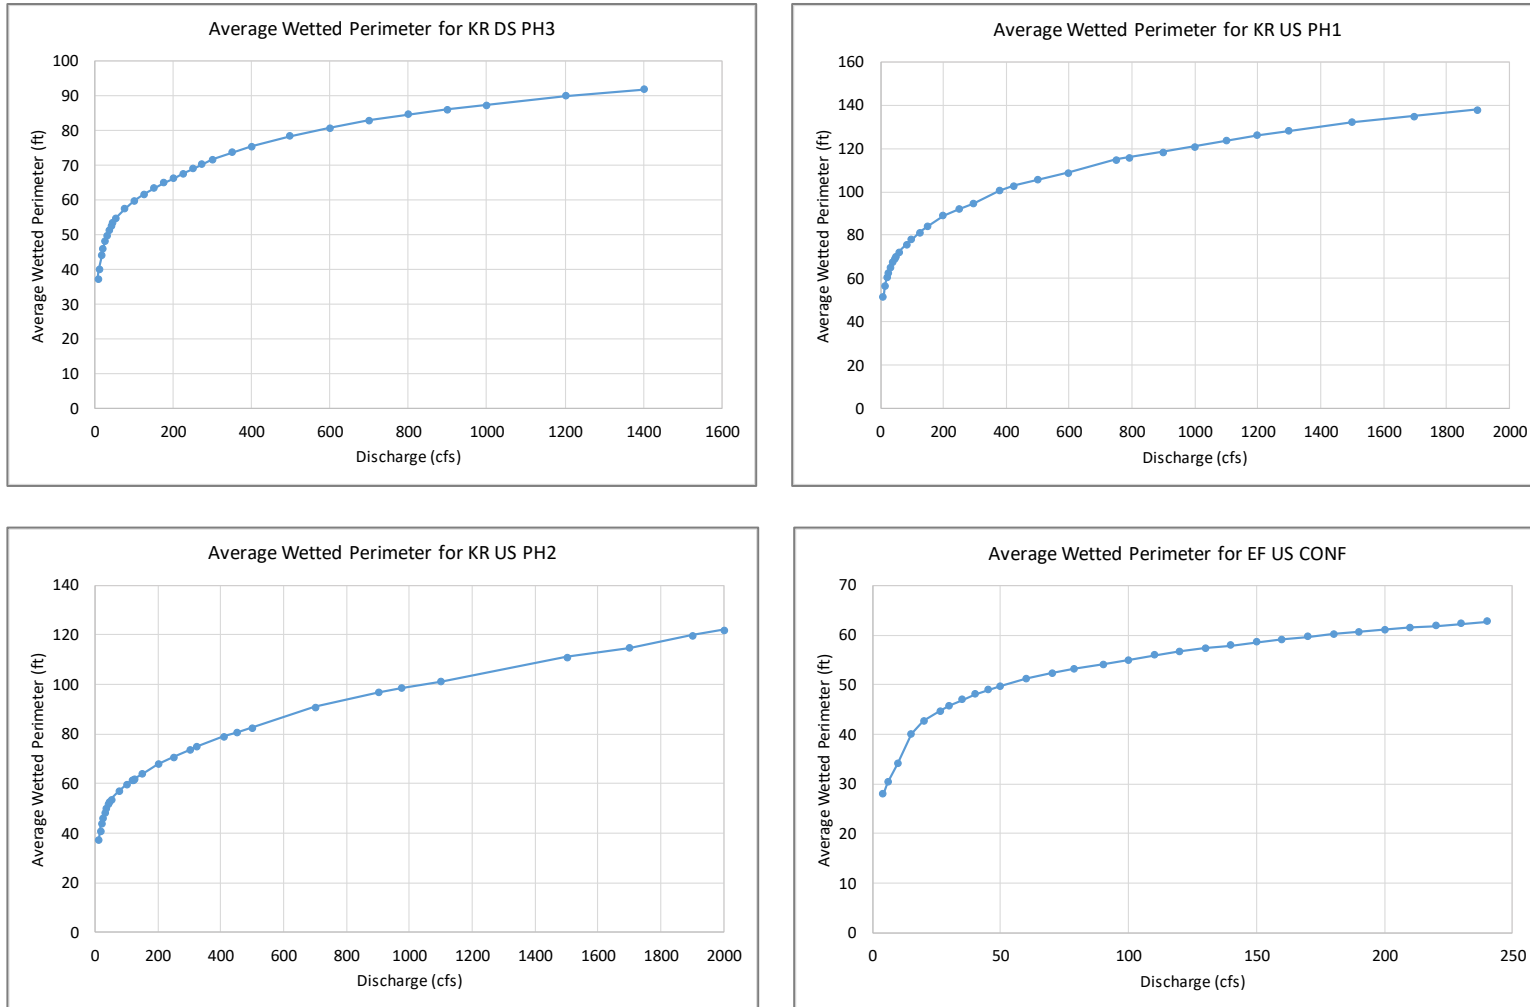 Average Wetted Perimeter for KR DS PH3
Average Wetted Perimeter (ft)
100
90
80
70
60
50
40
30
20
10
0
0 200 400 600 800 1000 1200 1400 1600
Discharge (cfs)
Average Wetted Perimeter for KR US PH1
Average Wetted Perimeter (ft)
160
140
120
100
80
60
40
20
0
0 200 400 600 800 1000 1200 1400 1600 1800 2000
Discharge (cfs)
Average Wetted Perimeter for KR US PH2
Average Wetted Perimeter (ft)
140
120
100
80
60
40
20
0
0 200 400 600 800 1000 1200 1400 1600 1800 2000
Discharge (cfs)
Average Wetted Perimeter for EF US CONF
Average Wetted Perimeter (ft)
70
60
50
40
30
20
10
0
0 50 100 150 200 250
Discharge (cfs)